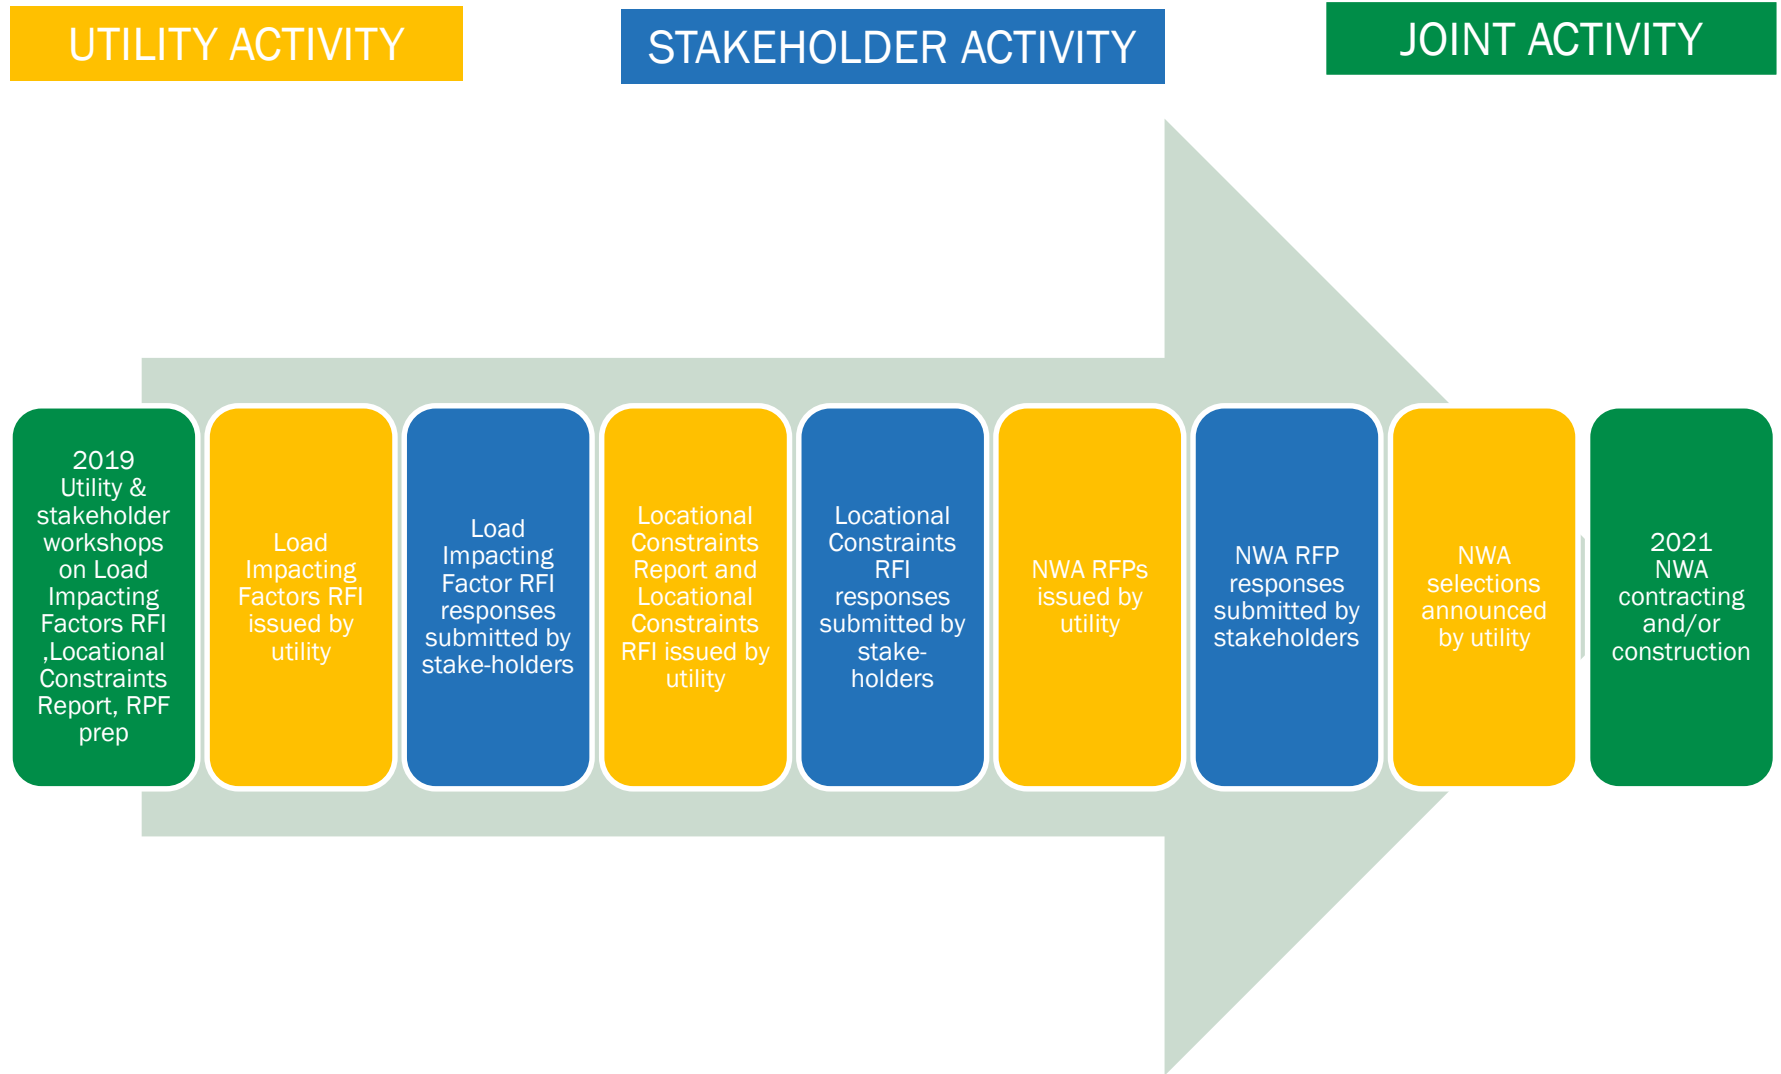 UTILITY ACTIVITY
STAKEHOLDER ACTIVITY
JOINT ACTIVITY
2019
Utility &
stakeholder
workshops
on Load
Impacting
Factors RFI
,Locational
Constraints
Report, RPF
prep
Load
Impacting
Factors RFI
issued by
utility
Load
Impacting
Factor RFI
responses
submitted by
stake-holders
Locational
Constraints
Report and
Locational
Constraints
RFI issued by
utility
Locational
Constraints
RFI
responses
submitted by
stake-
holders
NWA RFPs
issued by
utility
NWA RFP
responses
submitted by
stakeholders
NWA
selections
announced
by utility
2021
NWA
contracting
and/or
construction